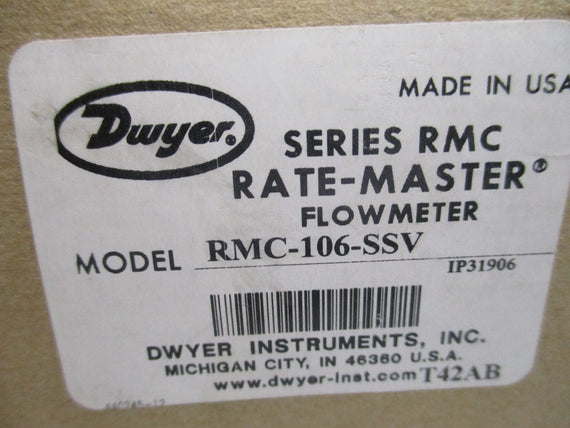 MADE IN USA
Dwyer®
SERIES RMC
RATE-MASTER®
FLOWMETER
MODEL RMC-106-SSV
IP31906
DWYER INSTRUMENTS, INC.
MICHIGAN CITY, IN 46360 U.S.A.
www.dwyer-inst.com T42AB